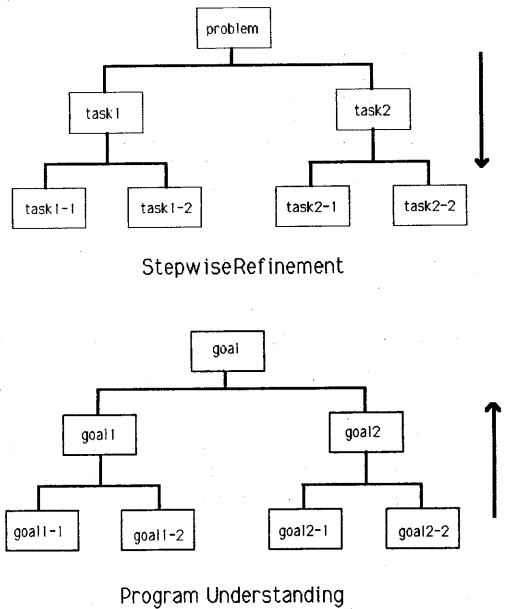 problem
task1 task2
task1-1 task1-2 task2-1 task2-2
StepwiseRefinement
goal
goal1 goal2
goal1-1 goal1-2 goal2-1 goal2-2
Program Understanding